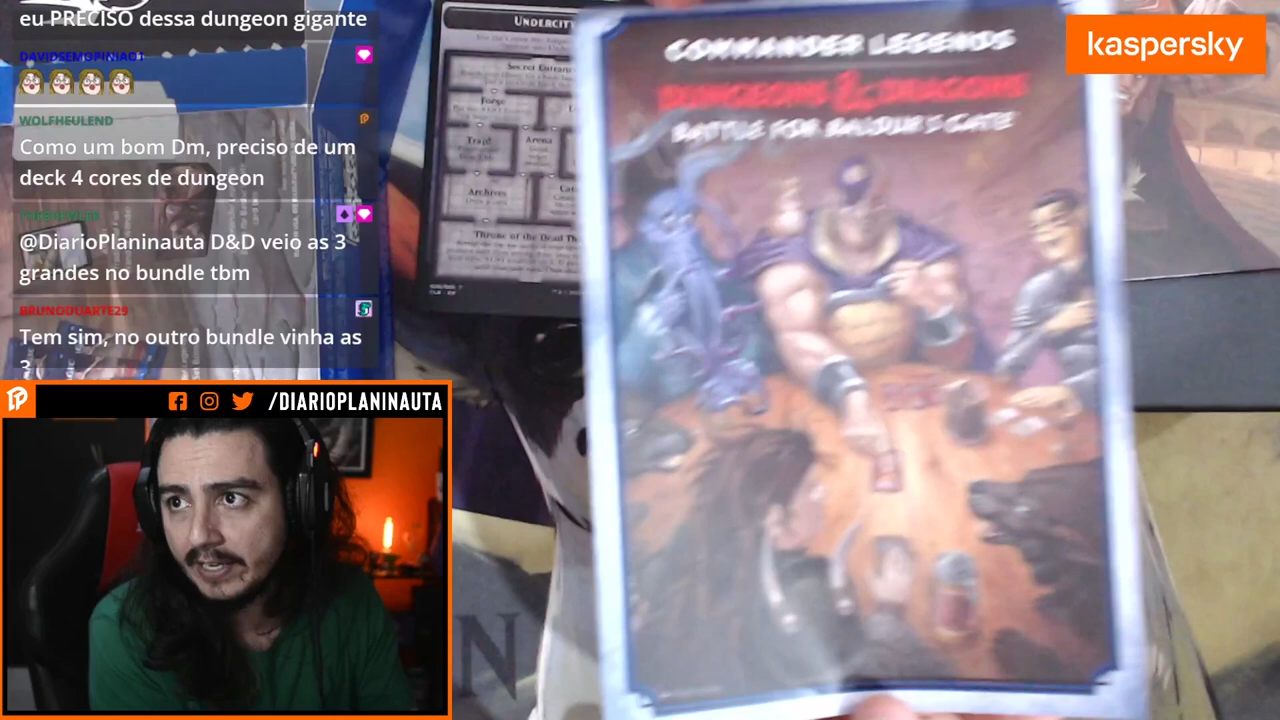 eu PRECISO dessa dungeon gigante
DAVIDSEMOPINIAO1
WOLFHEULEND
Como um bom Dm, preciso de um
deck 4 cores de dungeon
@DiarioPlaninauta D&D veio as 3
grandes no bundle tbm
BRUNODUARTE29
Tem sim, no outro bundle vinha as
3
/DIARIOPLANINAUTA
UNDERCITY
Secret Entrance
Forge
Trap!
Arena
Archives
Throne of the Dead Th
COMMANDER LEGENDS
DUNGEONS & DRAGONS
BATTLE FOR BALDUR'S GATE
kaspersky
N